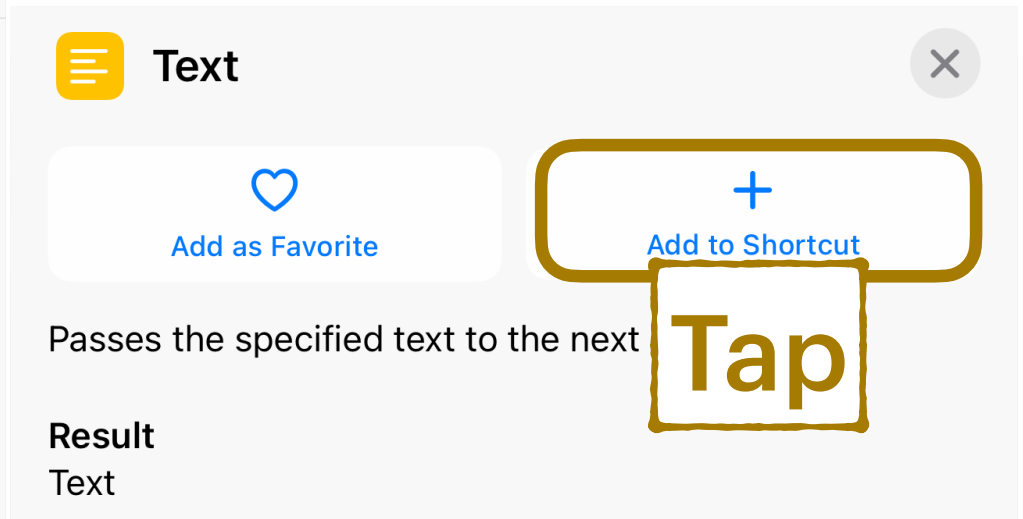 Text
Add as Favorite
Add to Shortcut
Passes the specified text to the next
Tap
Result
Text